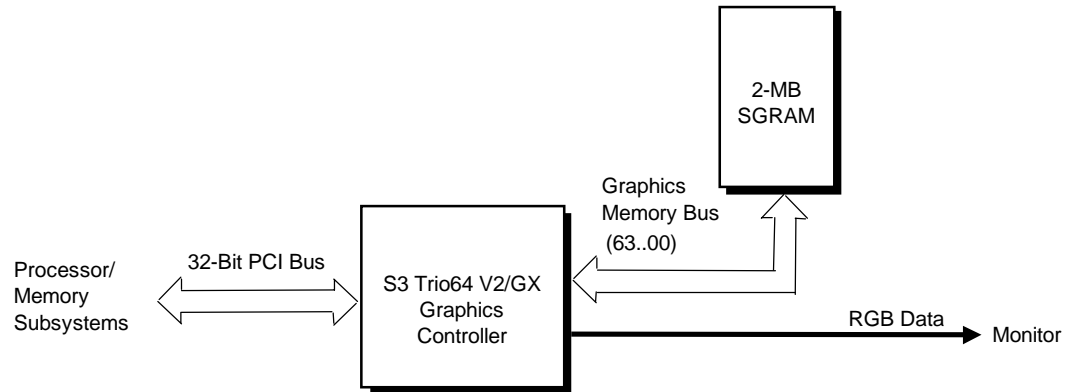 2-MB
SGRAM
Graphics
Memory Bus
(63..00)
32-Bit PCI Bus
Processor/
Memory
Subsystems
S3 Trio64 V2/GX
Graphics
Controller
RGB Data
Monitor